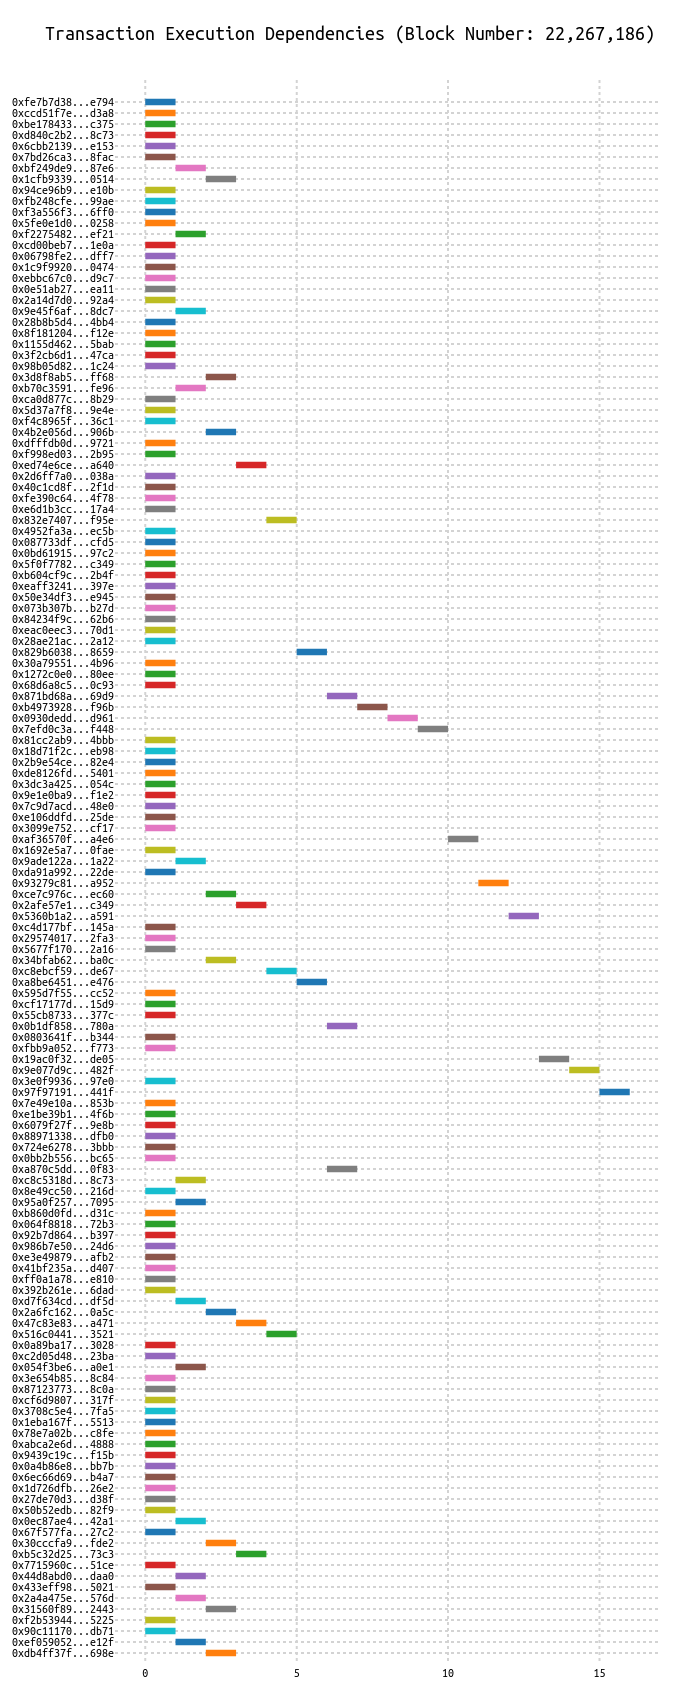 Transaction Execution Dependencies (Block Number: 22,267,186)
0xfe7b7d38...e794
0xccd51f7e...d3a8
0xbe178433...c375
0xd840c2b2...8c73
0x6cbb2139...e153
0x7bd26ca3...8fac
0xbf249de9...87e6
0x1cfb9339...0514
0x94ce96b9...e10b
0xfb248cfe...99ae
0xf3a556f3...6ff0
0x5fe0e1d0...0258
0xf2275482...ef21
0xcd00beb7...1e0a
0x06798fe2...dff7
0x1c9f9920...0474
0xebbc67c0...d9c7
0x0e51ab27...ea11
0x2a14d7d0...92a4
0x9e45f6af...8dc7
0x28b8b5d4...4bb4
0x8f181204...f12e
0x1155d462...5bab
0x3f2cb6d1...47ca
0x98b05d82...1c24
0x3d8f8ab5...ff68
0xb70c3591...fe96
0xca0d877c...8b29
0x5d37a7f8...9e4e
0xf4c8965f...36c1
0x4b2e056d...906b
0xdfffdb0d...9721
0xf998ed03...2b95
0xed74e6ce...a640
0x2d6ff7a0...038a
0x40c1cd8f...2f1d
0xfe390c64...4f78
0xe6d1b3cc...17a4
0x832e7407...f95e
0x4952fa3a...ec5b
0x087733df...cfd5
0x0bd61915...97c2
0x5f0f7782...c349
0xb604cf9c...2b4f
0xeaff3241...397e
0x50e34df3...e945
0x073b307b...b27d
0x84234f9c...62b6
0xeac0eec3...70d1
0x28ae21ac...2a12
0x829b6038...8659
0x30a79551...4b96
0x1272c0e0...80ee
0x68d6a8c5...0c93
0x871bd68a...69d9
0xb4973928...f96b
0x0930dedd...d961
0x7efd0c3a...f448
0x81cc2ab9...4bbb
0x18d71f2c...eb98
0x2b9e54ce...82e4
0xde8126fd...5401
0x3dc3a425...054c
0x9e1e0ba9...f1e2
0x7c9d7acd...48e0
0xe106ddfd...25de
0x3099e752...cf17
0xaf36570f...a4e6
0x1692e5a7...0fae
0x9ade122a...1a22
0xda91a992...22de
0x93279c81...a952
0xce7c976c...ec60
0x2afe57e1...c349
0x5360b1a2...a591
0xc4d177bf...145a
0x29574017...2fa3
0x5677f170...2a16
0x34bfab62...ba0c
0xc8ebcf59...de67
0xa8be6451...e476
0x595d7f55...cc52
0xcf17177d...15d9
0x55cb8733...377c
0x0b1df858...780a
0x0803641f...b344
0xfbb9a052...f773
0x19ac0f32...de05
0x9e077d9c...482f
0x3e0f9936...97e0
0x97f97191...441f
0x7e49e10a...853b
0xe1be39b1...4f6b
0x6079f27f...9e8b
0x88971338...dfb0
0x724e6278...3bbb
0x0bb2b556...bc65
0xa870c5dd...0f83
0xc8c5318d...8c73
0x8e49cc50...216d
0x95a0f257...7095
0xb860d0fd...d31c
0x064f8818...72b3
0x92b7d864...b397
0x986b7e50...24d6
0xe3e49879...afb2
0x41bf235a...d407
0xff0a1a78...e810
0x392b261e...6dad
0xd7f634cd...df5d
0x2a6fc162...0a5c
0x47c83e83...a471
0x516c0441...3521
0x0a89ba17...3028
0xc2d05d48...23ba
0x054f3be6...a0e1
0x3e654b85...8c84
0x87123773...8c0a
0xcf6d9807...317f
0x3708c5e4...7fa5
0x1eba167f...5513
0x78e7a02b...c8fe
0xabca2e6d...4888
0x9439c19c...f15b
0x0a4b86e8...bb7b
0x6ec66d69...b4a7
0x1d726dfb...26e2
0x27de70d3...d38f
0x50b52edb...82f9
0x0ec87ae4...42a1
0x67f577fa...27c2
0x30cccfa9...fde2
0xb5c32d25...73c3
0x7715960c...51ce
0x44d8abd0...daa0
0x433eff98...5021
0x2a4a475e...576d
0x31560f89...2443
0xf2b53944...5225
0x90c11170...db71
0xef059052...e12f
0xdb4ff37f...698e
0 5 10 15